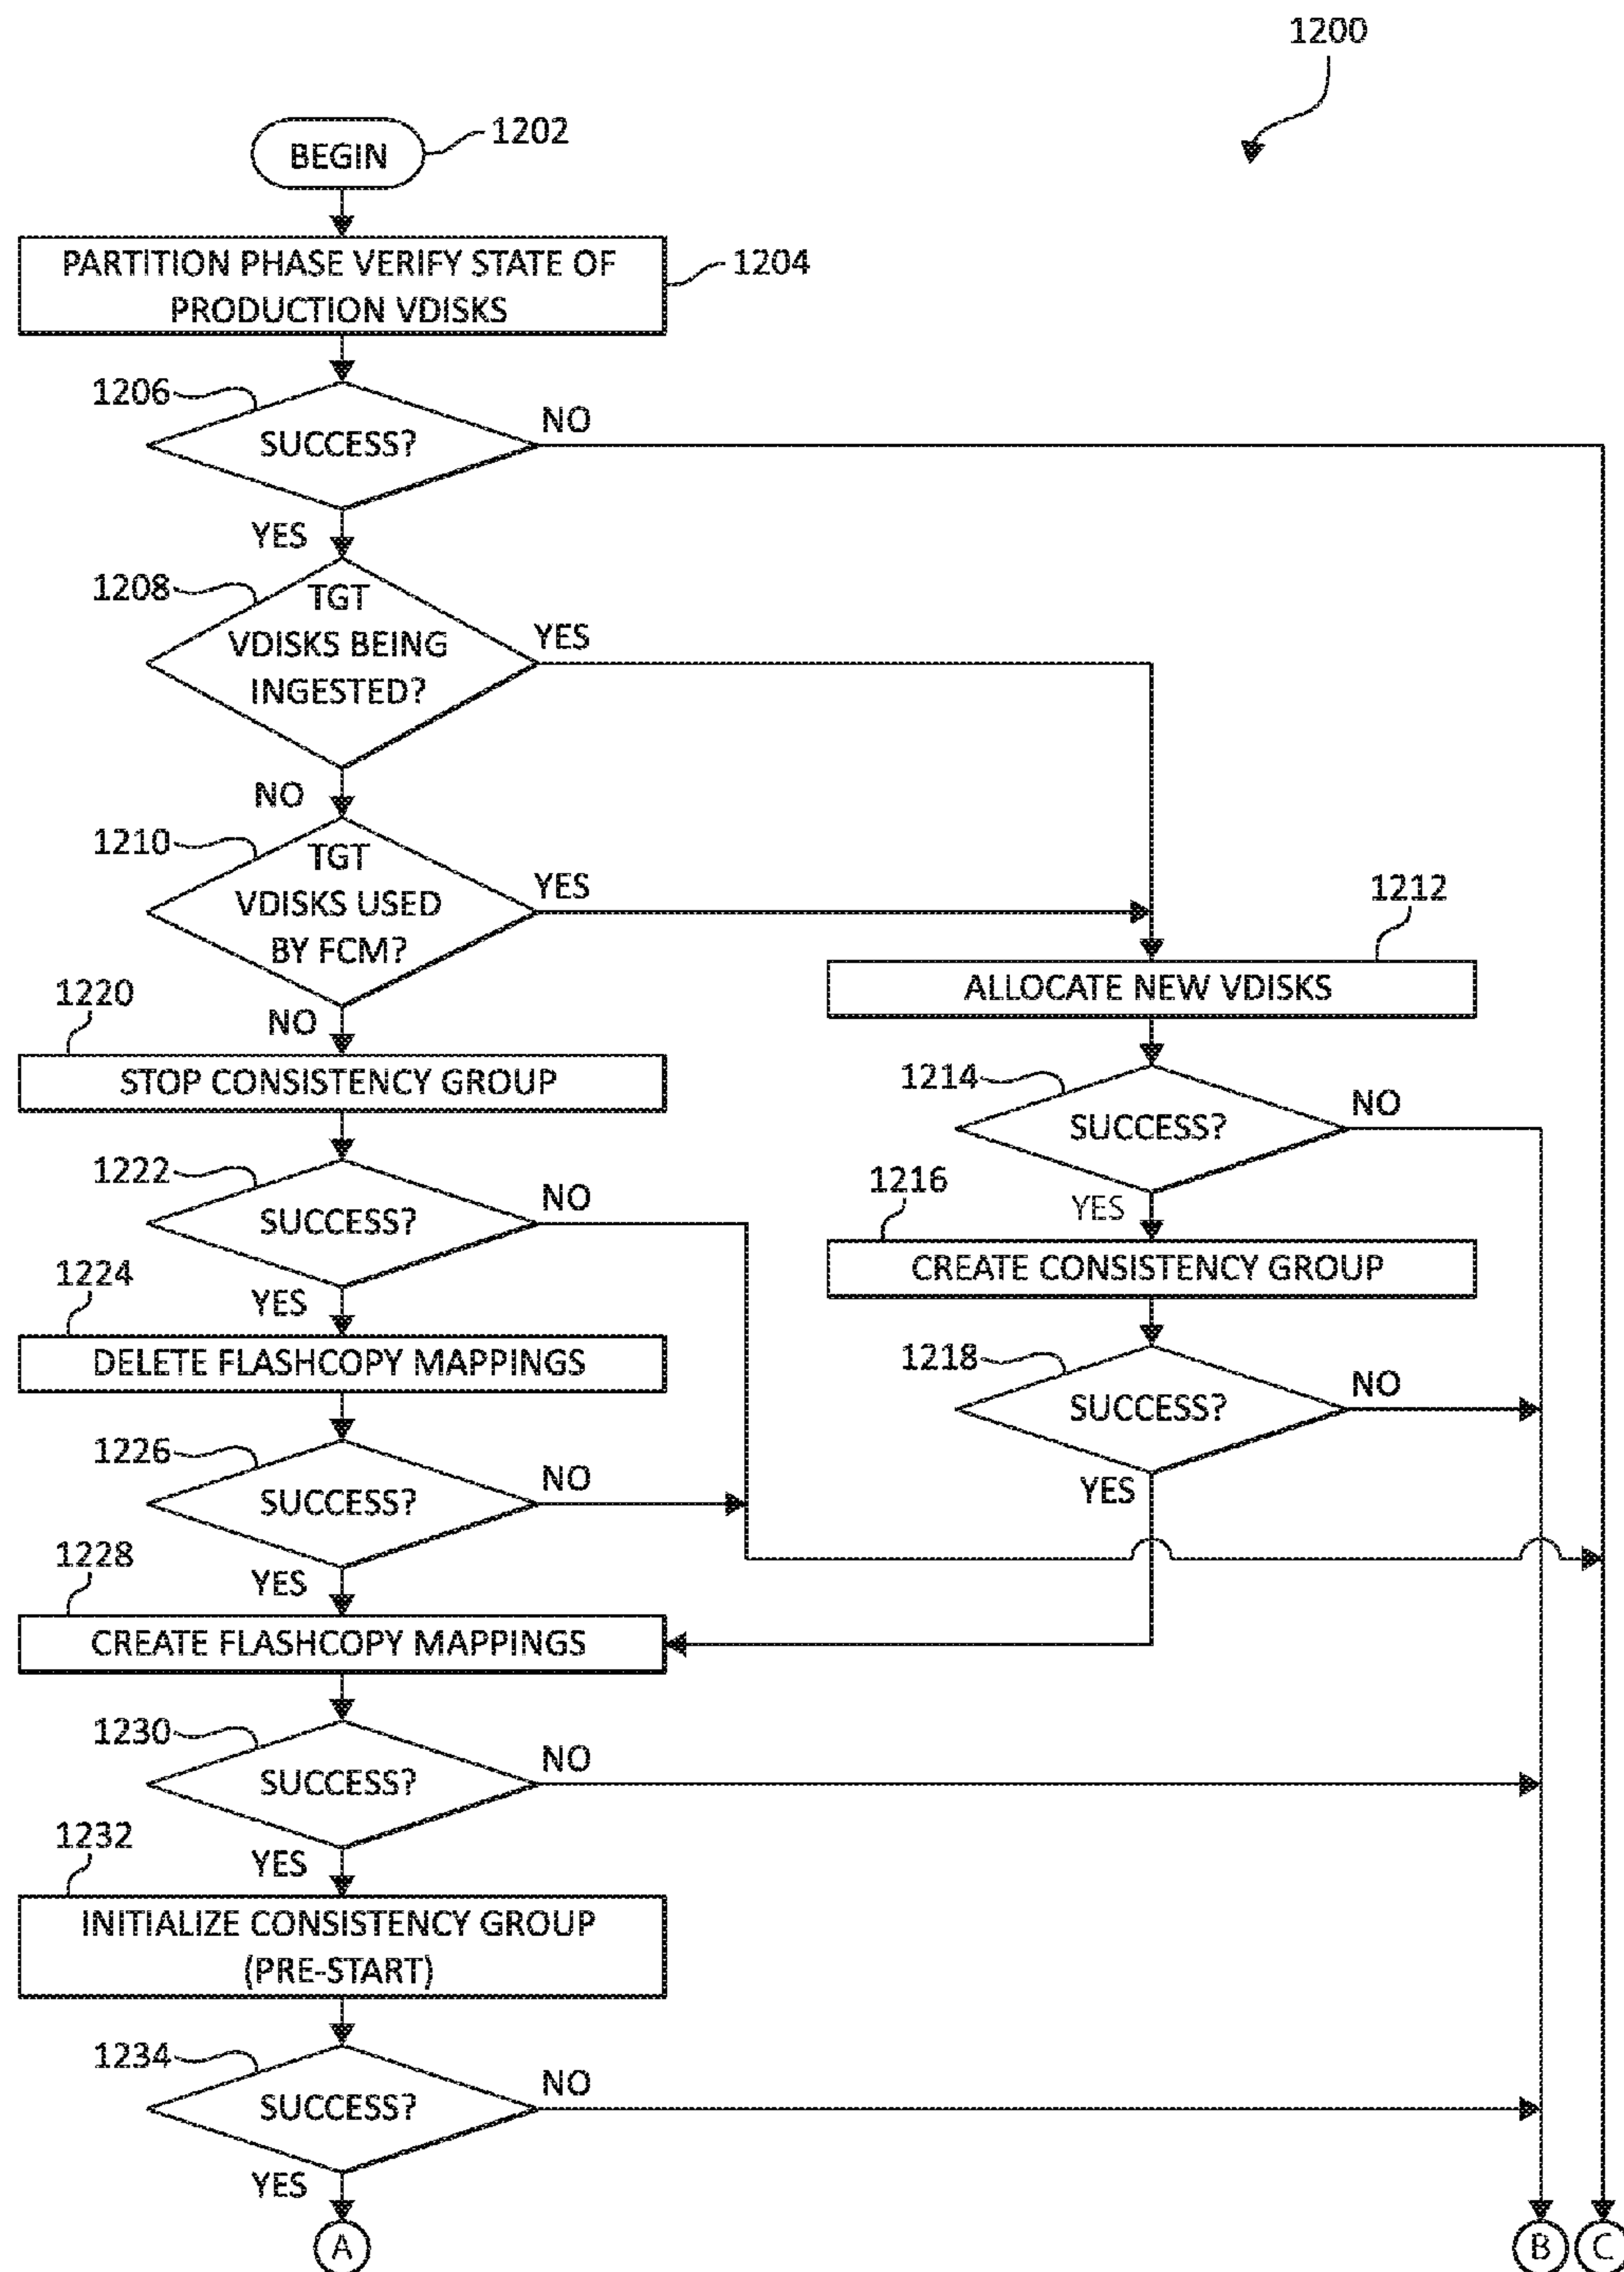 1200
BEGIN
1202
PARTITION PHASE VERIFY STATE OF
PRODUCTION VDISKS
1204
1206
SUCCESS?
NO
YES
1208
TGT
VDISKS BEING
INGESTED?
YES
NO
1210
TGT
VDISKS USED
BY FCM?
YES
NO
1212
ALLOCATE NEW VDISKS
1214
SUCCESS?
NO
YES
1216
CREATE CONSISTENCY GROUP
1218
SUCCESS?
NO
YES
1220
STOP CONSISTENCY GROUP
1222
SUCCESS?
NO
YES
1224
DELETE FLASHCOPY MAPPINGS
1226
SUCCESS?
NO
YES
1228
CREATE FLASHCOPY MAPPINGS
1230
SUCCESS?
NO
YES
1232
INITIALIZE CONSISTENCY GROUP
(PRE-START)
1234
SUCCESS?
NO
YES
A
B
C